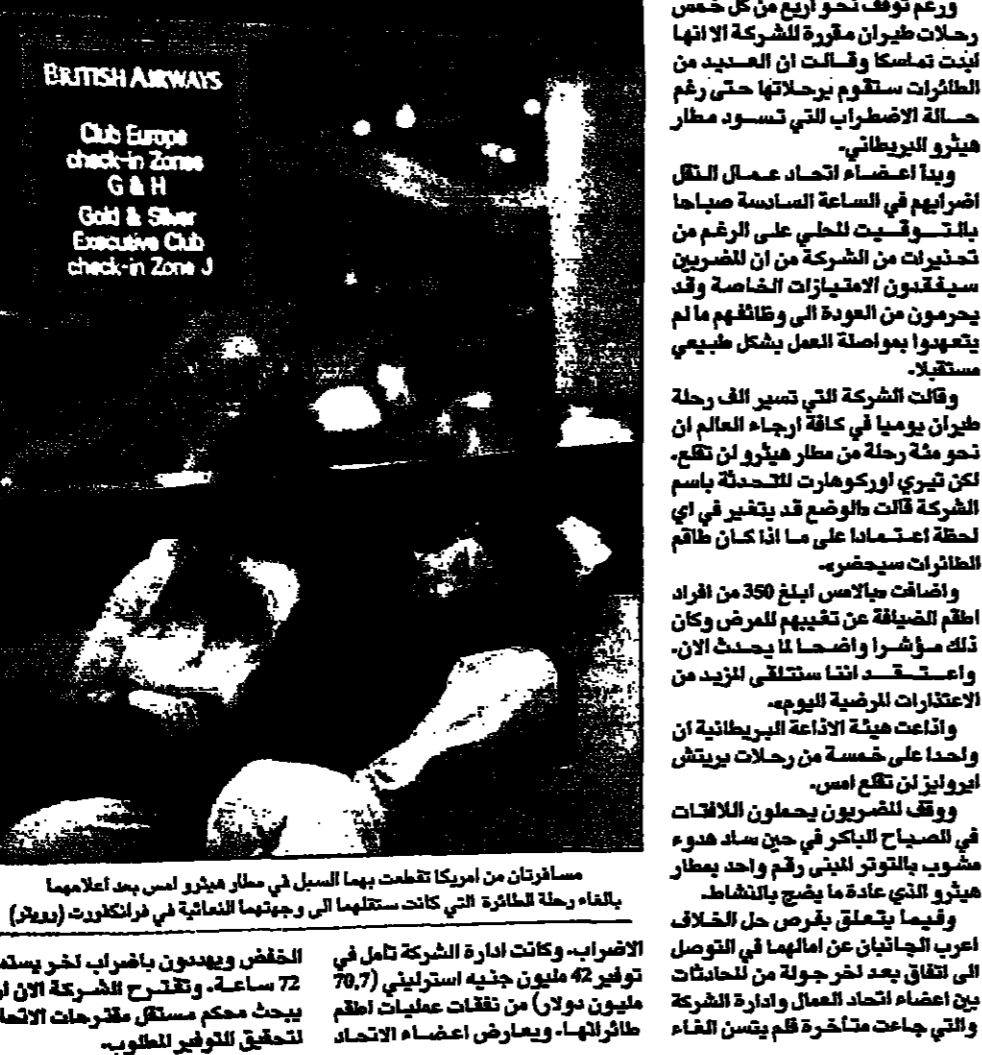 ورغم توقف نحو اربع من كل خمس
رحلات طيران مقررة للشركة الا انها
ابدت تماسكا وقالت ان العديد من
الطائرات ستقوم برحلاتها حتى رغم
حالة الاضطراب التي تسود مطار
هيثرو البريطاني.
وبدأ اعضاء اتحاد عمال النقل
اضرابهم في الساعة السادسة صباحا
بالتوقيت المحلي على الرغم من
تحذيرات من الشركة من ان المضربين
سيفقدون الامتيازات الخاصة وقد
يحرمون من العودة الى وظائفهم ما لم
يتعهدوا بمواصلة العمل بشكل طبيعي
مستقبلا.
وقالت الشركة التي تسير الف رحلة
طيران يوميا في كافة ارجاء العالم ان
نحو مئة رحلة من مطار هيثرو لن تقلع.
لكن تيري اوركوهارت المتحدثة باسم
الشركة قالت «الوضع قد يتغير في اي
لحظة اعتمادا على ما اذا كان طاقم
الطائرات سيحضر».
واضافت «بالامس ابلغ 350 من افراد
اطقم الضيافة عن تغيبهم للمرض وكان
ذلك مؤشرا واضحا لما يحدث الان.
واعتقد اننا سنتلقى المزيد من
الاعتذارات المرضية اليوم».
واذاعت هيئة الاذاعة البريطانية ان
واحدا على خمسة من رحلات بريتش
ايروايز لن تقلع امس.
ووقف المضربون يحملون اللافتات
في الصباح الباكر في حين ساد هدوء
مشوب بالتوتر المبنى رقم واحد بمطار
هيثرو الذي عادة ما يضج بالنشاط.
وفيما يتعلق بفرص حل الخلاف
اعرب الجانبان عن امالهما في التوصل
الى اتفاق بعد اخر جولة من المحادثات
بين اعضاء اتحاد العمال وادارة الشركة
والتي جاءت متأخرة فلم يتسن الغاء
BRITISH AIRWAYS
Club Europe
check-in Zones
G & H
Gold & Silver
Executive Club
check-in Zone J
مسافرتان من امريكا تقطعت بهما السبل في مطار هيثرو امس بعد أعلامهما
بالغاء رحلة الطائرة التي كانت ستقلهما الى وجهتهما النهائية في فرانكفورت (رويتر)
الاضراب. وكانت ادارة الشركة تأمل في
توفير 42 مليون جنيه استرليني (70,7
مليون دولار) من نفقات عمليات اطقم
طائراتها. ويعارض اعضاء الاتحاد
الخفض ويهددون باضراب اخر يستمر
72 ساعة. وتقترح الشركة الان ان
يبحث محكم مستقل مقترحات الاتحاد
لتحقيق التوفير المطلوب.